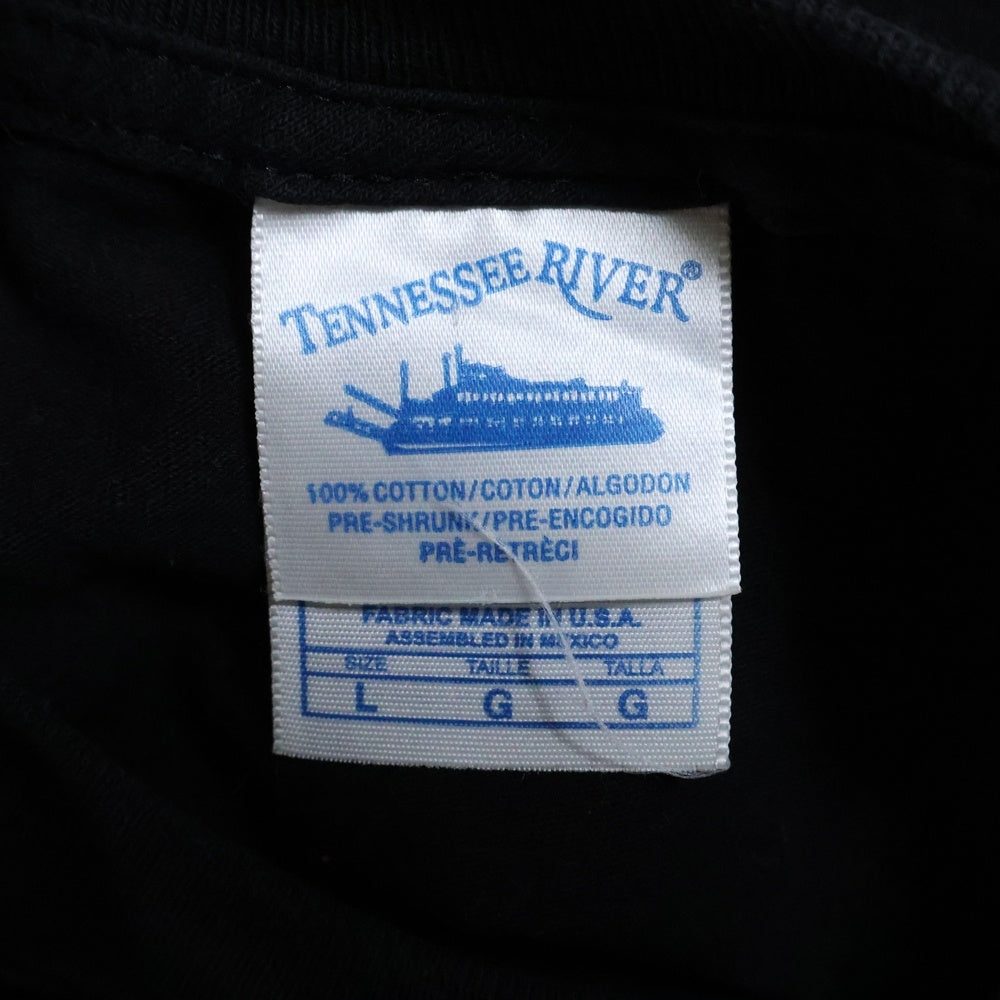 TENNESSEE RIVER®
100% COTTON/COTON/ALGODON
PRE-SHRUNK/PRE-ENCOGIDO
PRÈ-RETRÈCI
FABRIC MADE IN U.S.A.
ASSEMBLED IN MEXICO
SIZE TAILLE TALLA
L G G